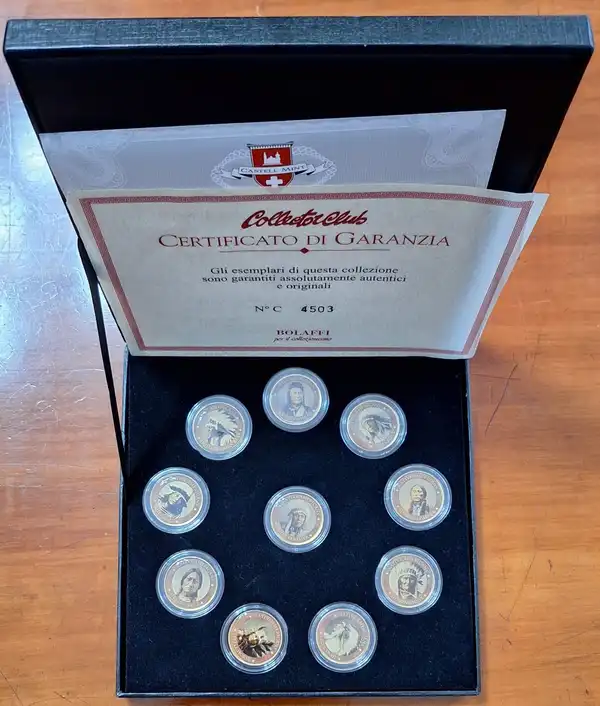 CASTELL MINT
Collector Club
CERTIFICATO DI GARANZIA
Gli esemplari di questa collezione
sono garantiti assolutamente autentici
e originali
N° C 4503
BOLAFFI
per il collezionismo